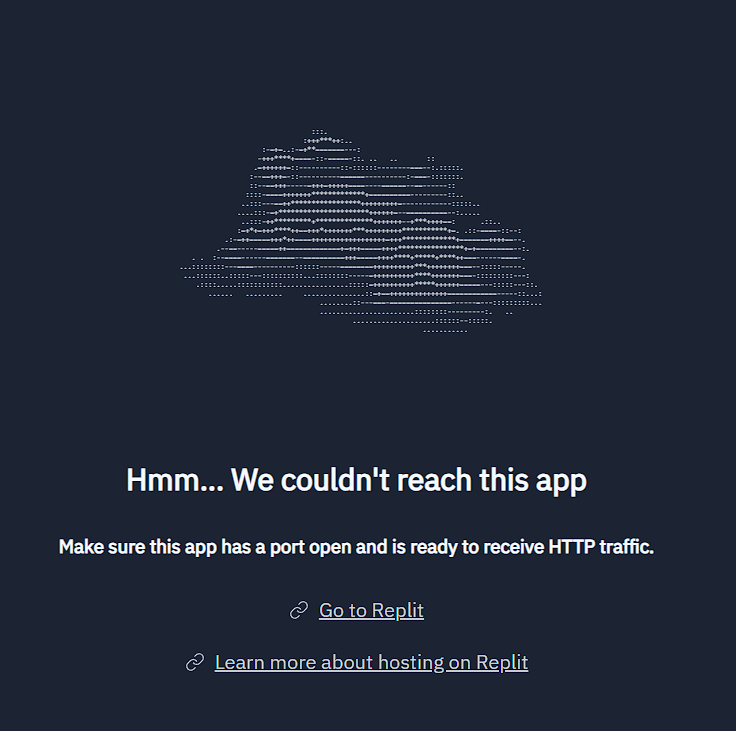 Hmm... We couldn't reach this app
Make sure this app has a port open and is ready to receive HTTP traffic.
Go to Replit
Learn more about hosting on Replit